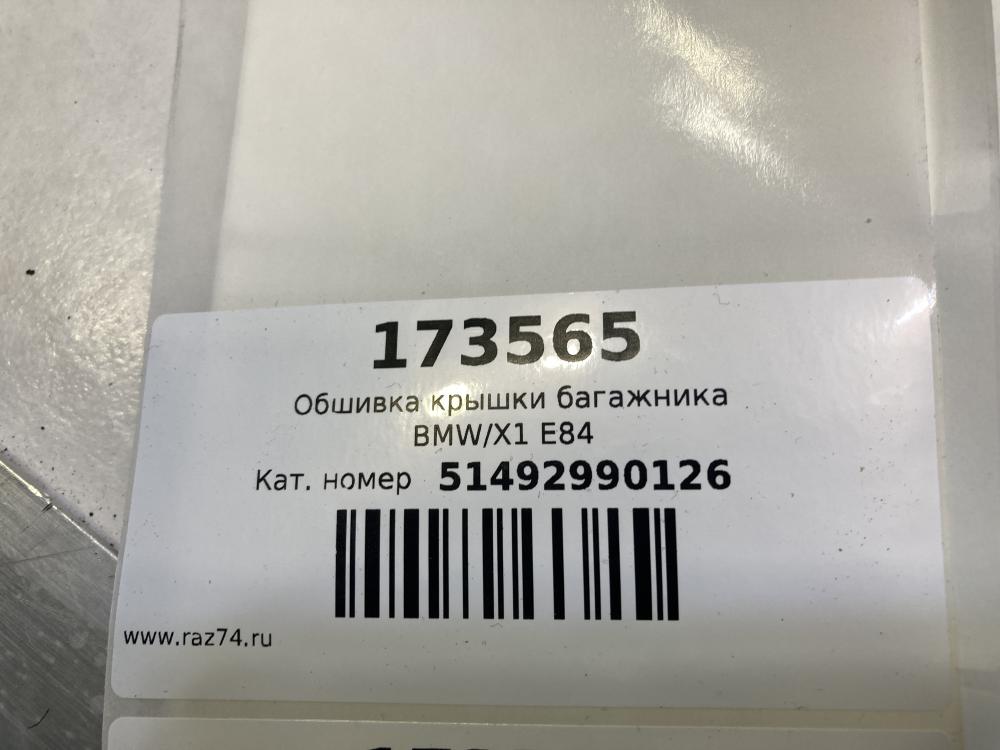 173565
Обшивка крышки багажника
BMW/X1 E84
Кат. номер 51492990126
www.raz74.ru